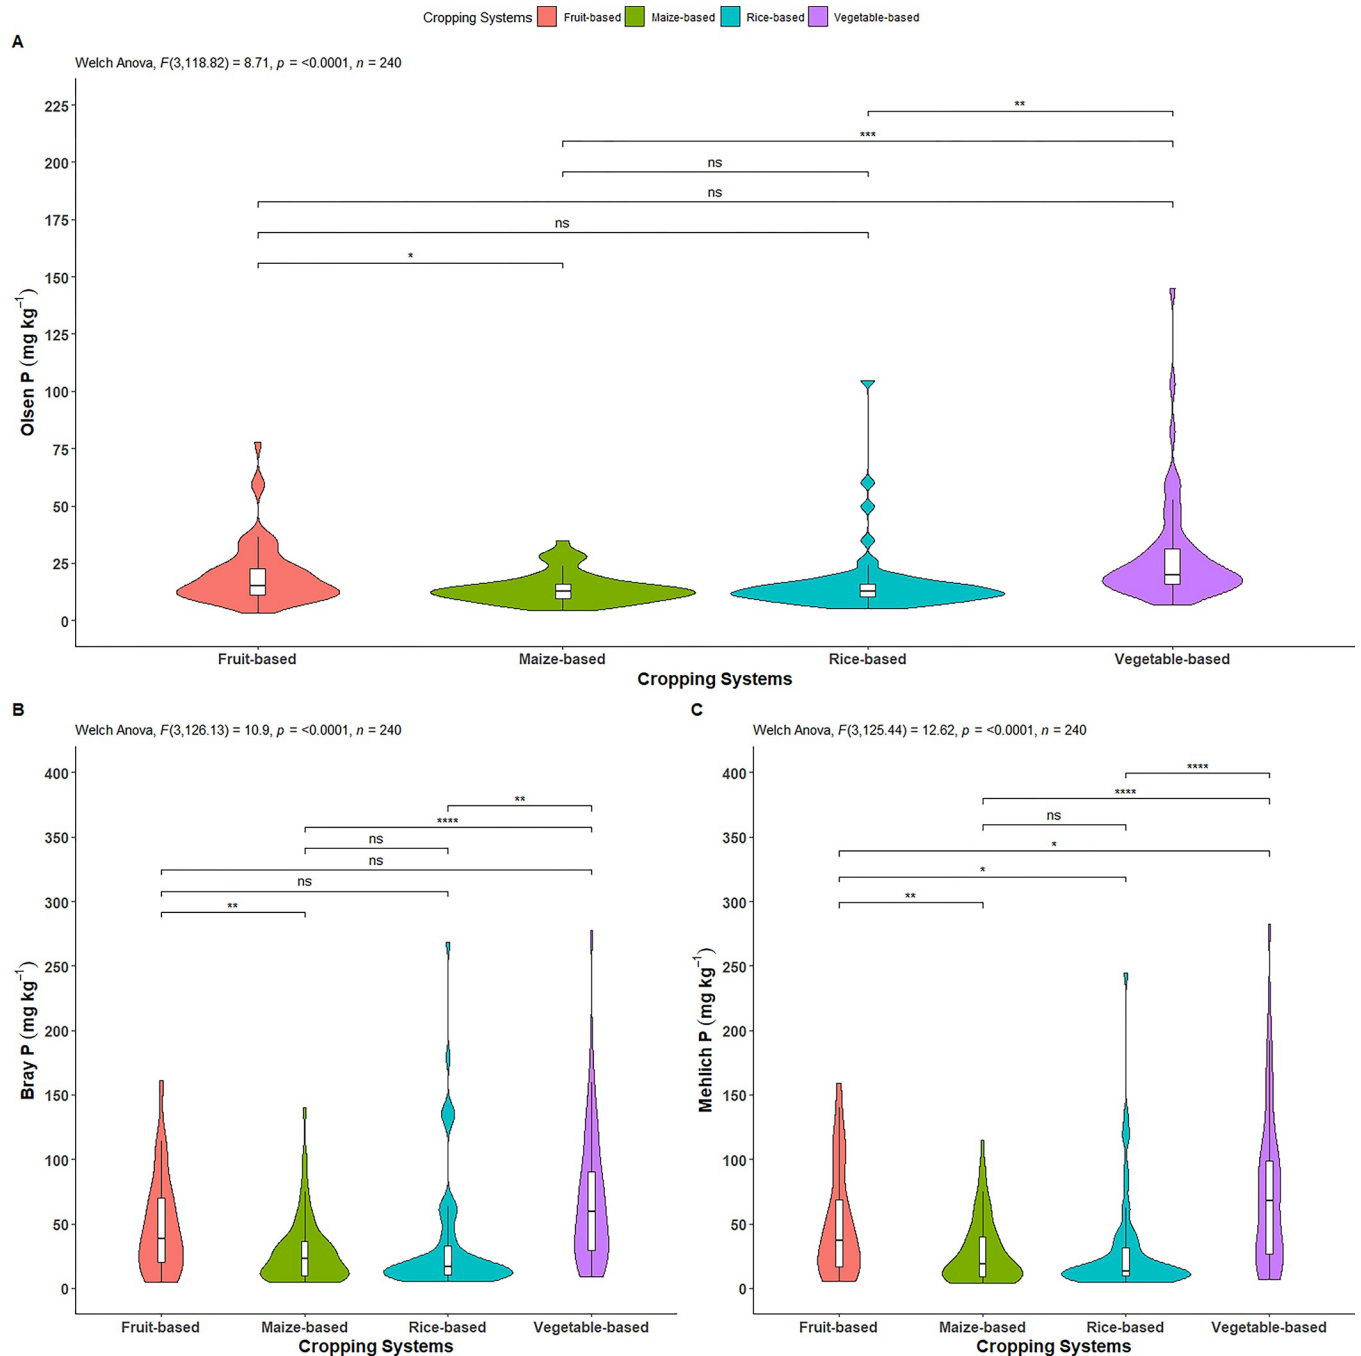 Cropping Systems Fruit-based Maize-based Rice-based Vegetable-based
A
Welch Anova, F(3,118.82) = 8.71, p = <0.0001, n = 240
Olsen P (mg kg⁻¹)
225
200
175
150
125
100
75
50
25
0
**
***
ns
ns
ns
*
Fruit-based Maize-based Rice-based Vegetable-based
Cropping Systems
B
Welch Anova, F(3,126.13) = 10.9, p = <0.0001, n = 240
Bray P (mg kg⁻¹)
400
350
300
250
200
150
100
50
0
**
****
ns
ns
ns
**
Fruit-based Maize-based Rice-based Vegetable-based
Cropping Systems
C
Welch Anova, F(3,125.44) = 12.62, p = <0.0001, n = 240
Mehlich P (mg kg⁻¹)
400
350
300
250
200
150
100
50
0
****
****
ns
*
*
**
Fruit-based Maize-based Rice-based Vegetable-based
Cropping Systems